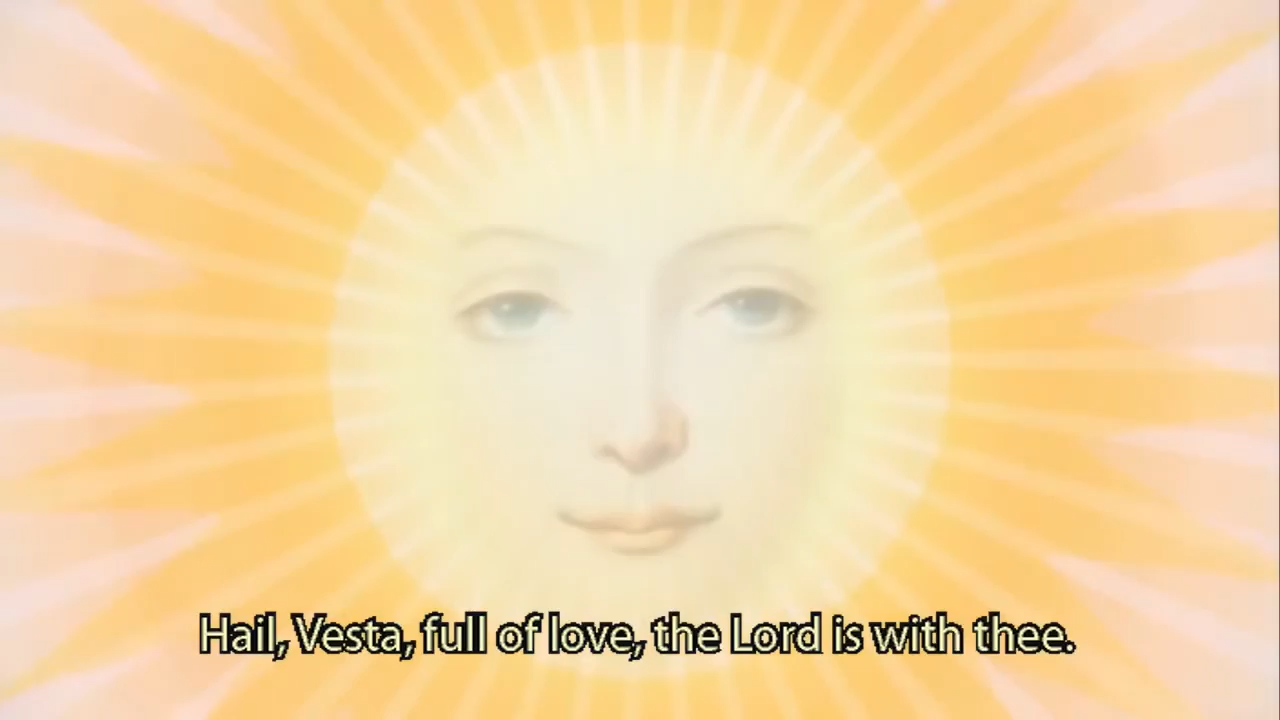 Hail, Vesta, full of love, the Lord is with thee.